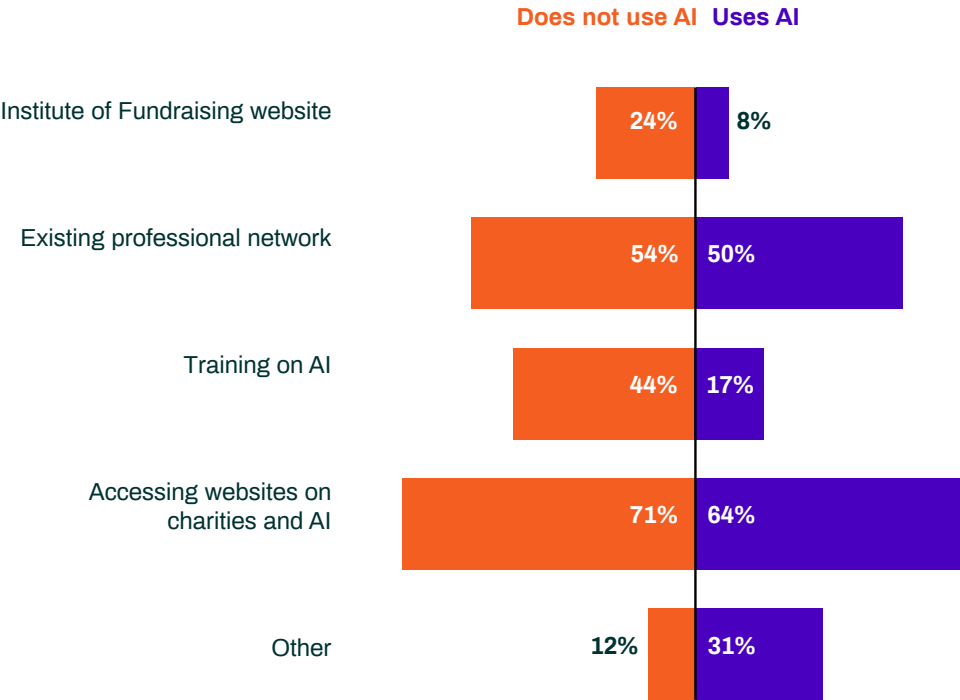 Does not use AI Uses AI
Institute of Fundraising website 24% 8%
Existing professional network 54% 50%
Training on AI 44% 17%
Accessing websites on
charities and AI 71% 64%
Other 12% 31%